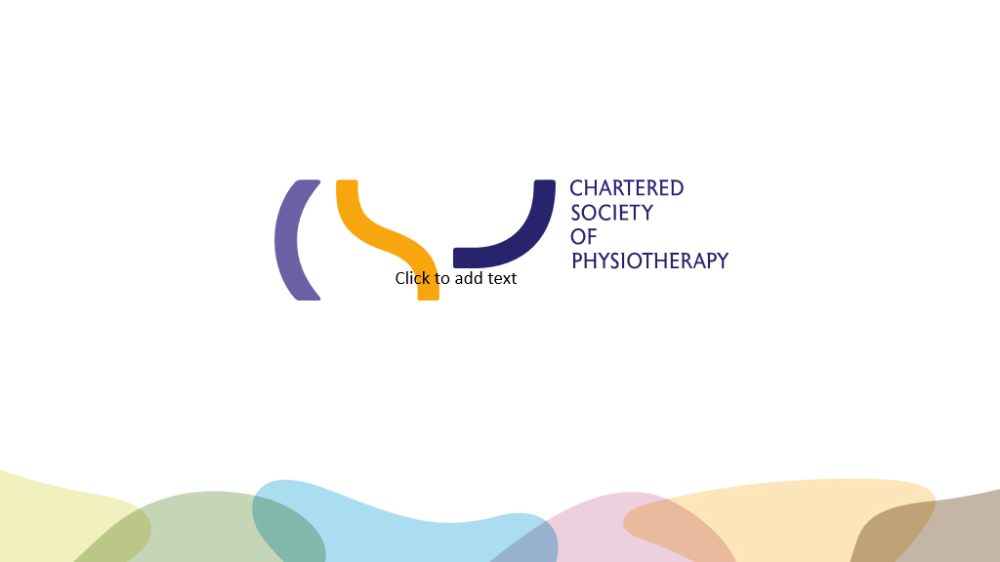 CHARTERED
SOCIETY
OF
PHYSIOTHERAPY
Click to add text